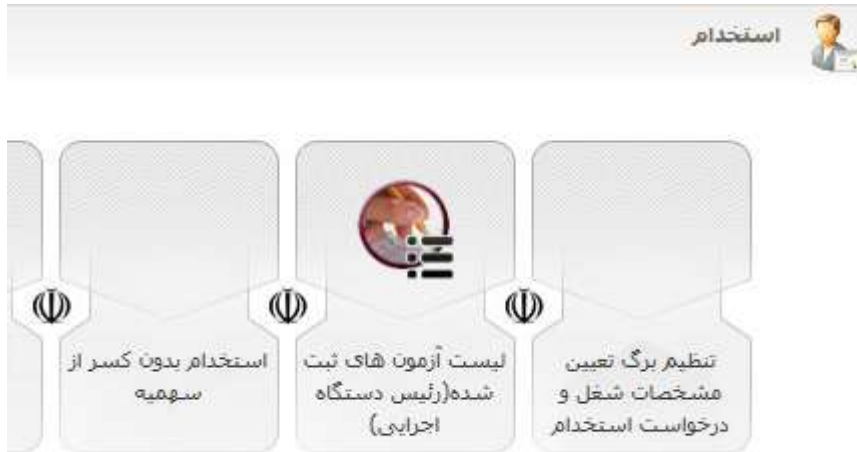 استخدام
تنظیم برگ تعیین
مشخصات شغل و
درخواست استخدام
لیست آزمون های ثبت
شده(رئیس دستگاه
اجرایی)
استخدام بدون کسر از
سهمیه